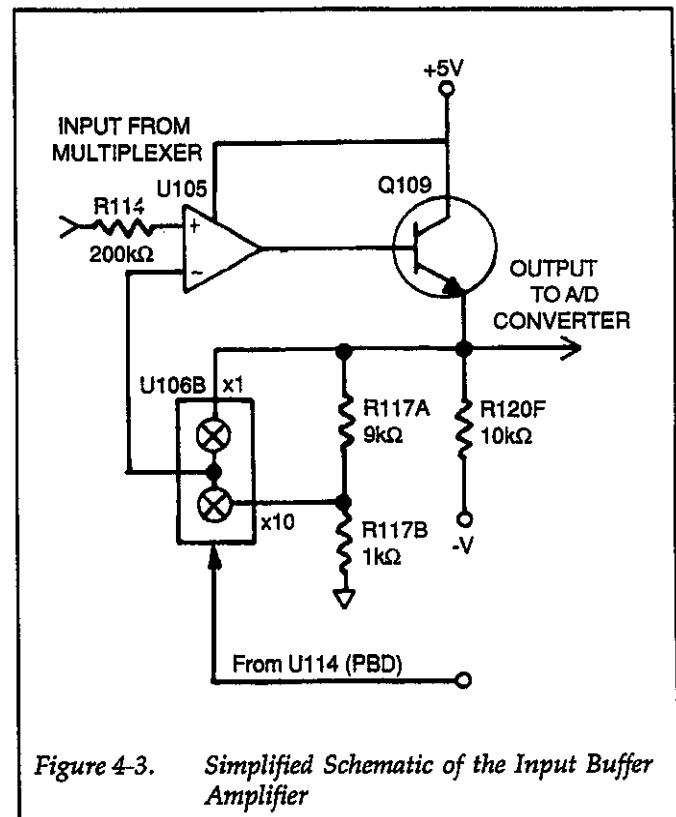 +5V
INPUT FROM
MULTIPLEXER
U105
Q109
R114
+
200kΩ
−
OUTPUT
TO A/D
CONVERTER
U106B x1
R117A
9kΩ
R120F
10kΩ
x10
R117B
1kΩ
-V
From U114 (PBD)
Figure 4-3. Simplified Schematic of the Input Buffer
Amplifier